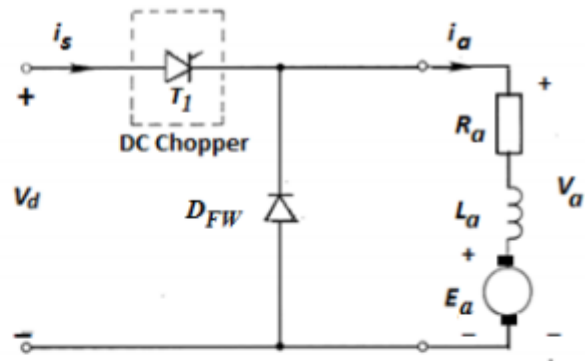 i_s
i_a
+
T_1
+
DC Chopper
R_a
V_d
D_FW
L_a
V_a
+
E_a
−
−
−